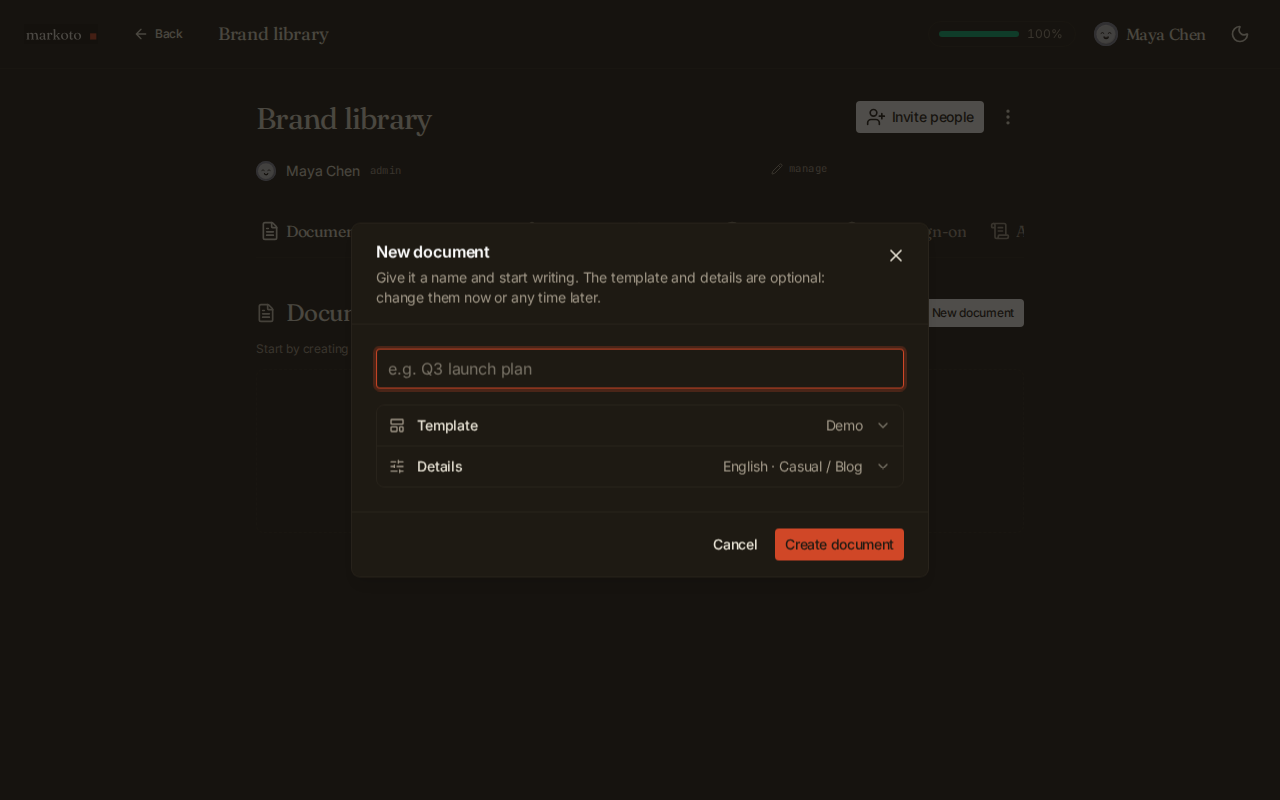 markoto
Back
Brand library
100%
Maya Chen
Brand library
Invite people
Maya Chen
admin
manage
New document
Give it a name and start writing. The template and details are optional:
change them now or any time later.
Start by creating
New document
e.g. Q3 launch plan
Template
Demo
Details
English · Casual / Blog
Cancel
Create document